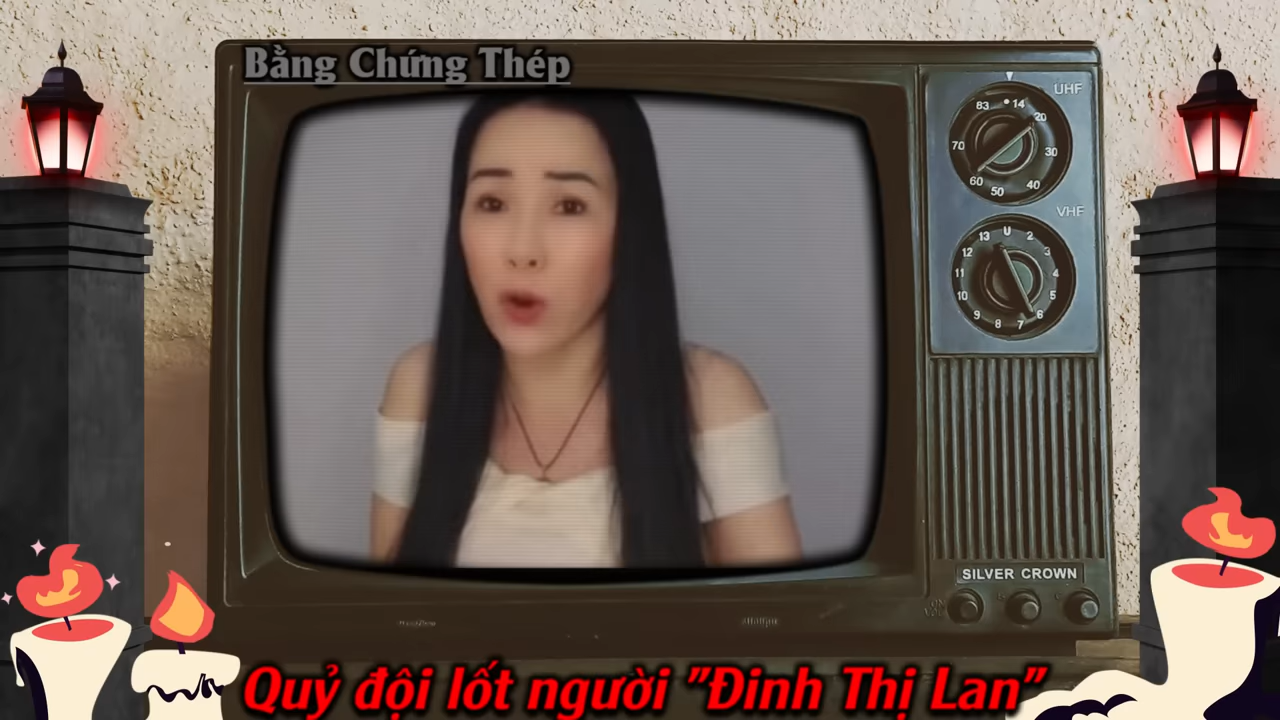 Bằng Chứng Thép
UHF
83 14
20
70
30
60
50
40
VHF
U
13 2
12 3
11 4
10 5
9 6
8 7
SILVER CROWN
Quỷ đội lốt người "Đinh Thị Lan"